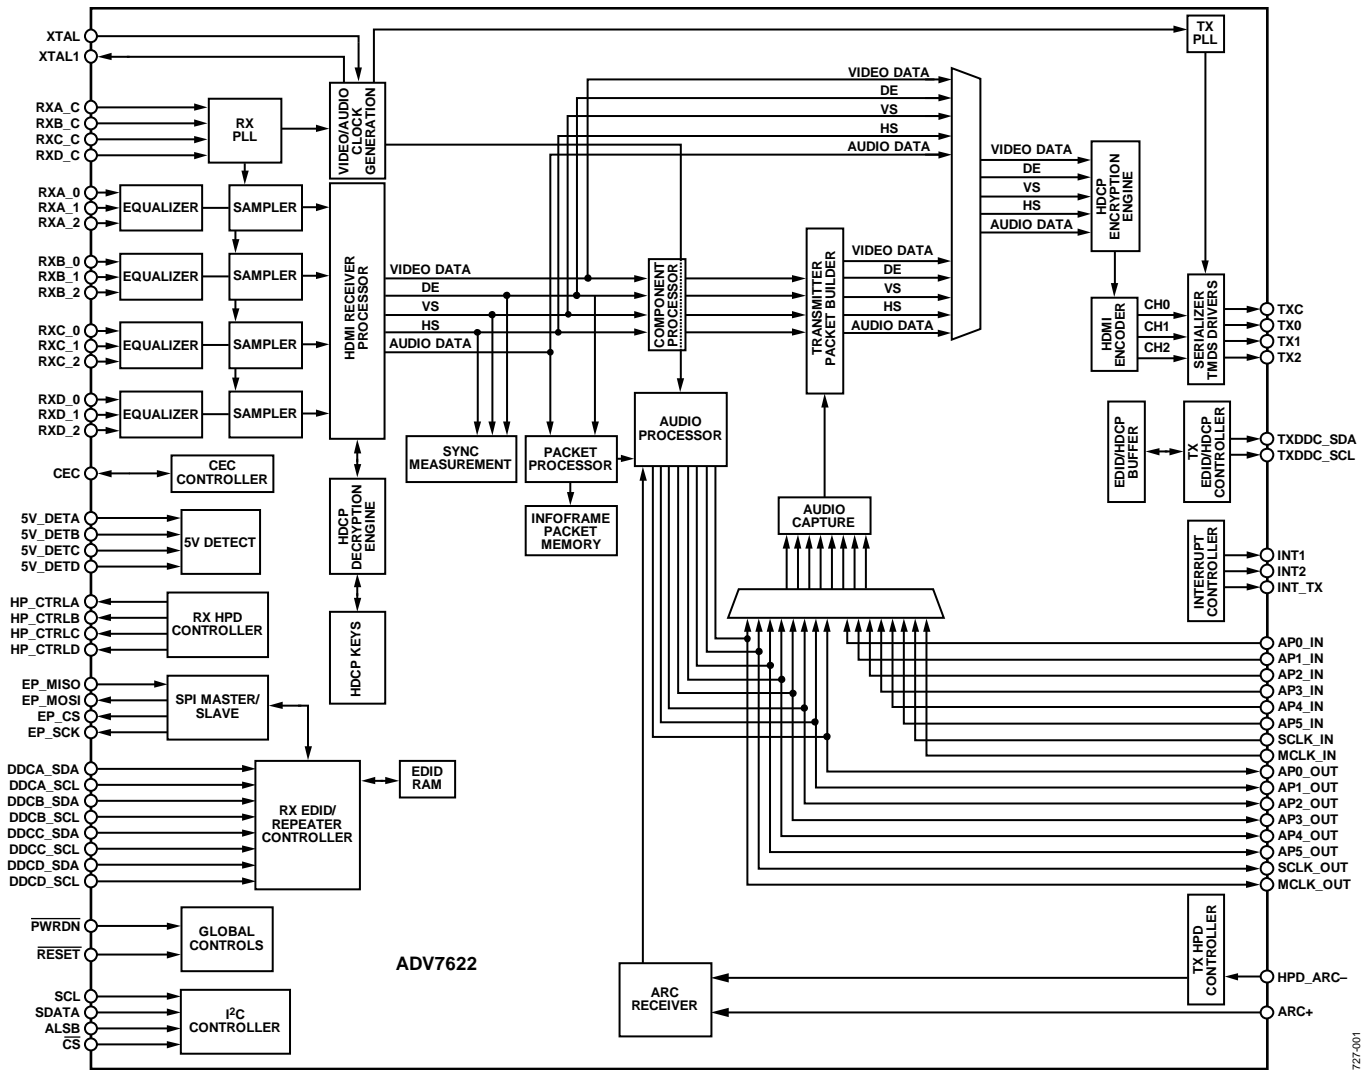 XTAL
XTAL1
RXA_C
RXB_C
RXC_C
RXD_C
RX
PLL
VIDEO/AUDIO
CLOCK
GENERATION
TX
PLL
RXA_0
RXA_1
RXA_2
EQUALIZER
SAMPLER
RXB_0
RXB_1
RXB_2
EQUALIZER
SAMPLER
RXC_0
RXC_1
RXC_2
EQUALIZER
SAMPLER
RXD_0
RXD_1
RXD_2
EQUALIZER
SAMPLER
HDMI RECEIVER
PROCESSOR
VIDEO DATA
DE
VS
HS
AUDIO DATA
VIDEO DATA
DE
VS
HS
AUDIO DATA
COMPONENT
PROCESSOR
TRANSMITTER
PACKET BUILDER
VIDEO DATA
DE
VS
HS
AUDIO DATA
VIDEO DATA
DE
VS
HS
AUDIO DATA
HDCP
ENCRYPTION
ENGINE
HDMI
ENCODER
CH0
CH1
CH2
SERIALIZER
TMDS DRIVERS
TXC
TX0
TX1
TX2
CEC
CEC
CONTROLLER
SYNC
MEASUREMENT
PACKET
PROCESSOR
AUDIO
PROCESSOR
EDID/HDCP
BUFFER
TX
EDID/HDCP
CONTROLLER
TXDDC_SDA
TXDDC_SCL
5V_DETA
5V_DETB
5V_DETC
5V_DETD
5V DETECT
HDCP
DECRYPTION
ENGINE
INFOFRAME
PACKET
MEMORY
AUDIO
CAPTURE
INTERRUPT
CONTROLLER
INT1
INT2
INT_TX
HP_CTRLA
HP_CTRLB
HP_CTRLC
HP_CTRLD
RX HPD
CONTROLLER
HDCP KEYS
EP_MISO
EP_MOSI
EP_CS
EP_SCK
SPI MASTER/
SLAVE
AP0_IN
AP1_IN
AP2_IN
AP3_IN
AP4_IN
AP5_IN
SCLK_IN
MCLK_IN
AP0_OUT
AP1_OUT
AP2_OUT
AP3_OUT
AP4_OUT
AP5_OUT
SCLK_OUT
MCLK_OUT
DDCA_SDA
DDCA_SCL
DDCB_SDA
DDCB_SCL
DDCC_SDA
DDCC_SCL
DDCD_SDA
DDCD_SCL
RX EDID/
REPEATER
CONTROLLER
EDID
RAM
PWRDN
RESET
GLOBAL
CONTROLS
ADV7622
SCL
SDATA
ALSB
CS
I²C
CONTROLLER
ARC
RECEIVER
TX HPD
CONTROLLER
HPD_ARC–
ARC+
727-001